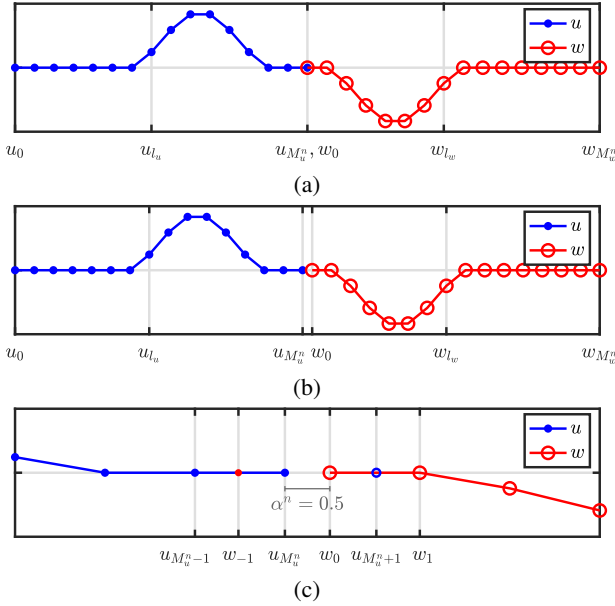 u
w
u_0 u_{l_u} u_{M_u^n}, w_0 w_{l_w} w_{M_w^n}
(a)
u
w
u_0 u_{l_u} u_{M_u^n} w_0 w_{l_w} w_{M_w^n}
(b)
u
w
α^n = 0.5
u_{M_u^n−1} w_{−1} u_{M_u^n} w_0 u_{M_u^n+1} w_1
(c)